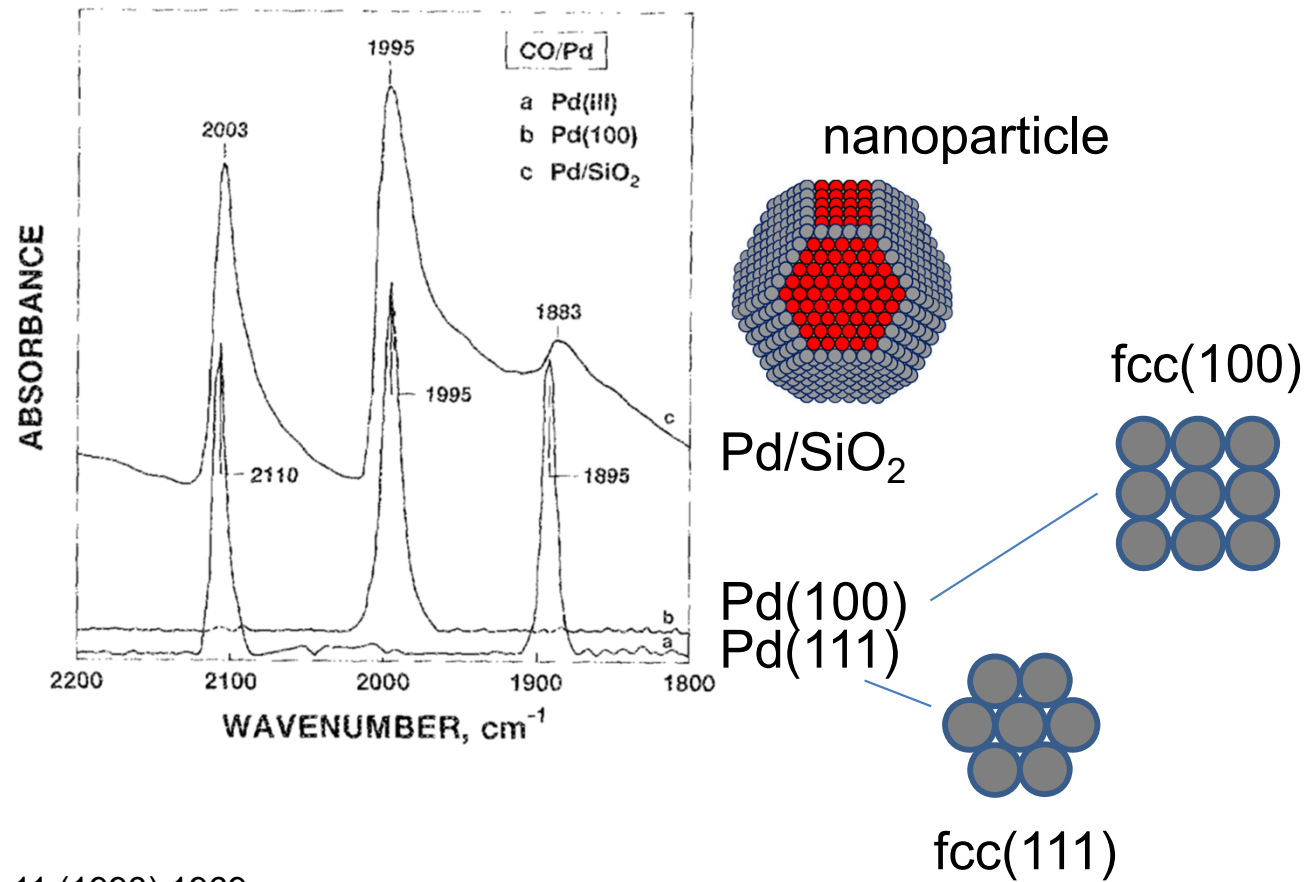 1995
CO/Pd
a Pd(III)
b Pd(100)
c Pd/SiO₂
2003
1883
1995
2110
1895
c
b
a
ABSORBANCE
2200 2100 2000 1900 1800
WAVENUMBER, cm⁻¹
nanoparticle
Pd/SiO₂
fcc(100)
Pd(100)
Pd(111)
fcc(111)